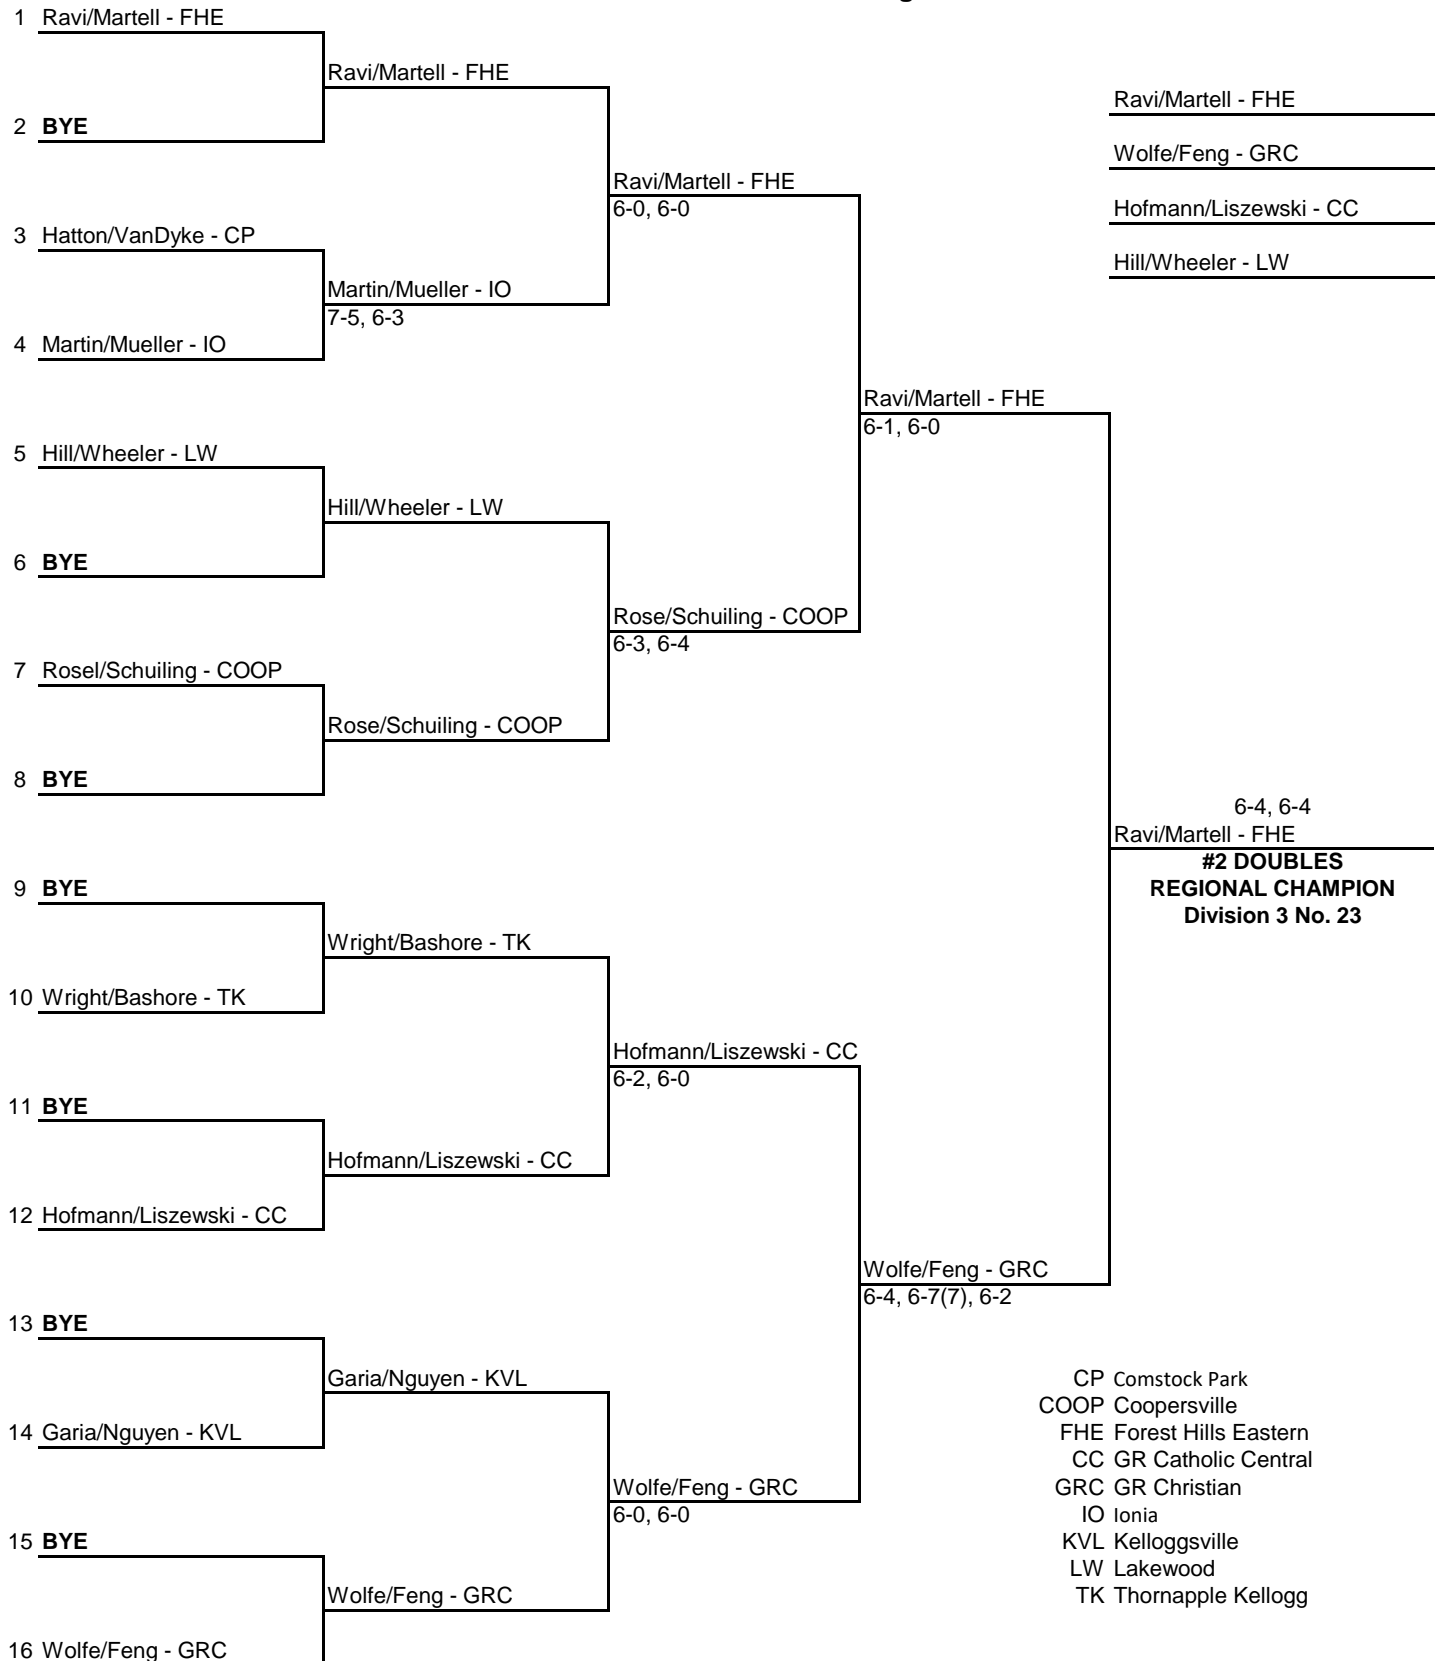 1 Ravi/Martell - FHE
Ravi/Martell - FHE
Ravi/Martell - FHE
2 BYE
Wolfe/Feng - GRC
Ravi/Martell - FHE
6-0, 6-0
Hofmann/Liszewski - CC
3 Hatton/VanDyke - CP
Hill/Wheeler - LW
Martin/Mueller - IO
7-5, 6-3
4 Martin/Mueller - IO
Ravi/Martell - FHE
6-1, 6-0
5 Hill/Wheeler - LW
Hill/Wheeler - LW
6 BYE
Rose/Schuiling - COOP
6-3, 6-4
7 Rosel/Schuiling - COOP
Rose/Schuiling - COOP
8 BYE
6-4, 6-4
Ravi/Martell - FHE
#2 DOUBLES
REGIONAL CHAMPION
Division 3 No. 23
9 BYE
Wright/Bashore - TK
10 Wright/Bashore - TK
Hofmann/Liszewski - CC
6-2, 6-0
11 BYE
Hofmann/Liszewski - CC
12 Hofmann/Liszewski - CC
Wolfe/Feng - GRC
6-4, 6-7(7), 6-2
13 BYE
Garia/Nguyen - KVL
14 Garia/Nguyen - KVL
Wolfe/Feng - GRC
6-0, 6-0
15 BYE
Wolfe/Feng - GRC
16 Wolfe/Feng - GRC
CP Comstock Park
COOP Coopersville
FHE Forest Hills Eastern
CC GR Catholic Central
GRC GR Christian
IO Ionia
KVL Kelloggsville
LW Lakewood
TK Thornapple Kellogg